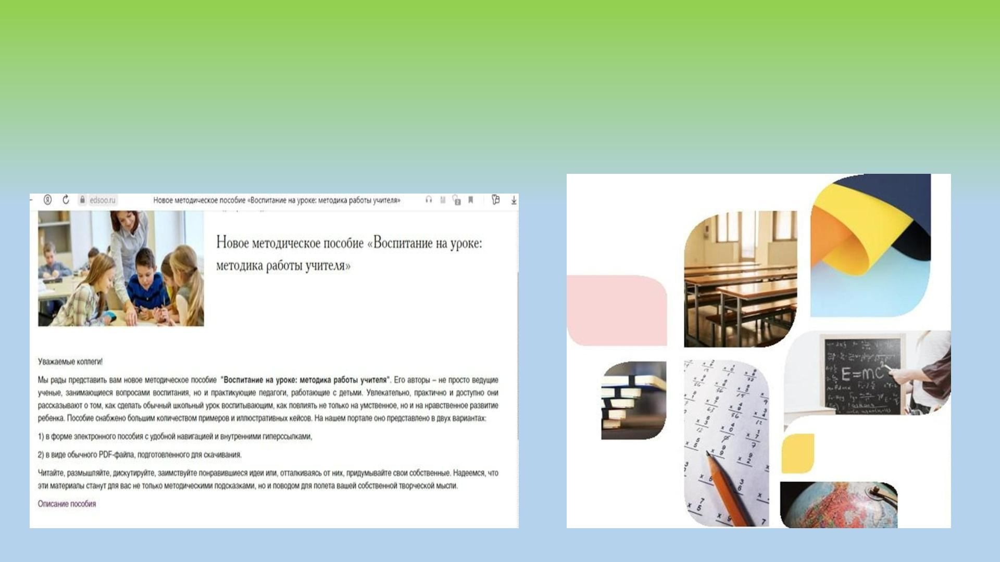 edsoo.ru
Новое методическое пособие «Воспитание на уроке: методика работы учителя»
Новое методическое пособие «Воспитание на уроке:
методика работы учителя»
Уважаемые коллеги!
Мы рады представить вам новое методическое пособие "Воспитание на уроке: методика работы учителя". Его авторы – не просто ведущие
ученые, занимающиеся вопросами воспитания, но и практикующие педагоги, работающие с детьми. Увлекательно, практично и доступно они
рассказывают о том, как сделать обычный школьный урок воспитывающим, как повлиять не только на умственное, но и на нравственное развитие
ребенка. Пособие снабжено большим количеством примеров и иллюстративных кейсов. На нашем портале оно представлено в двух вариантах:
1) в форме электронного пособия с удобной навигацией и внутренними гиперссылками,
2) в виде обычного PDF-файла, подготовленного для скачивания.
Читайте, размышляйте, дискутируйте, заимствуйте понравившиеся идеи или, отталкиваясь от них, придумывайте свои собственные. Надеемся, что
эти материалы станут для вас не только методическими подсказками, но и поводом для полета вашей собственной творческой мысли.
Описание пособия
E=mc²